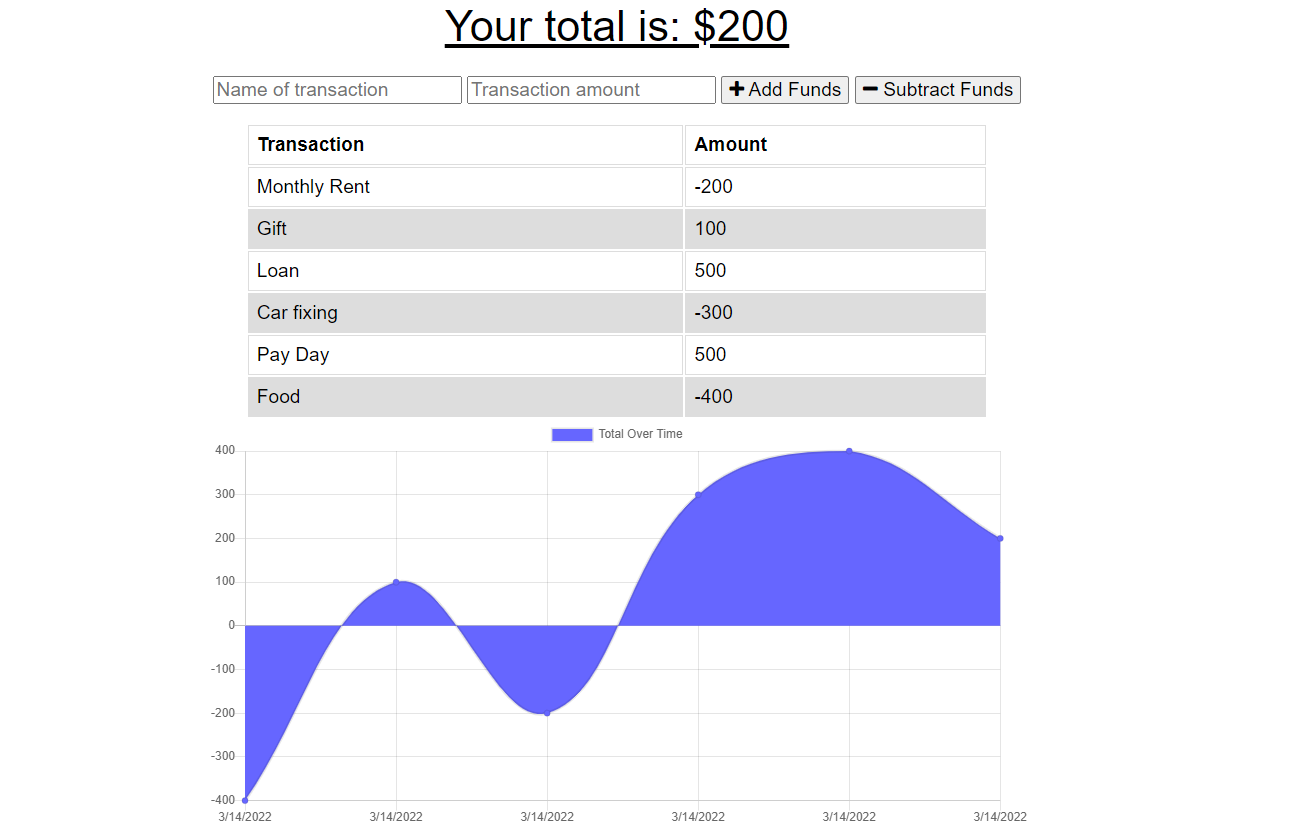 Your total is: $200
Name of transaction Transaction amount Add Funds Subtract Funds
Transaction Amount
Monthly Rent -200
Gift 100
Loan 500
Car fixing -300
Pay Day 500
Food -400
Total Over Time
400
300
200
100
0
-100
-200
-300
-400
3/14/2022 3/14/2022 3/14/2022 3/14/2022 3/14/2022 3/14/2022